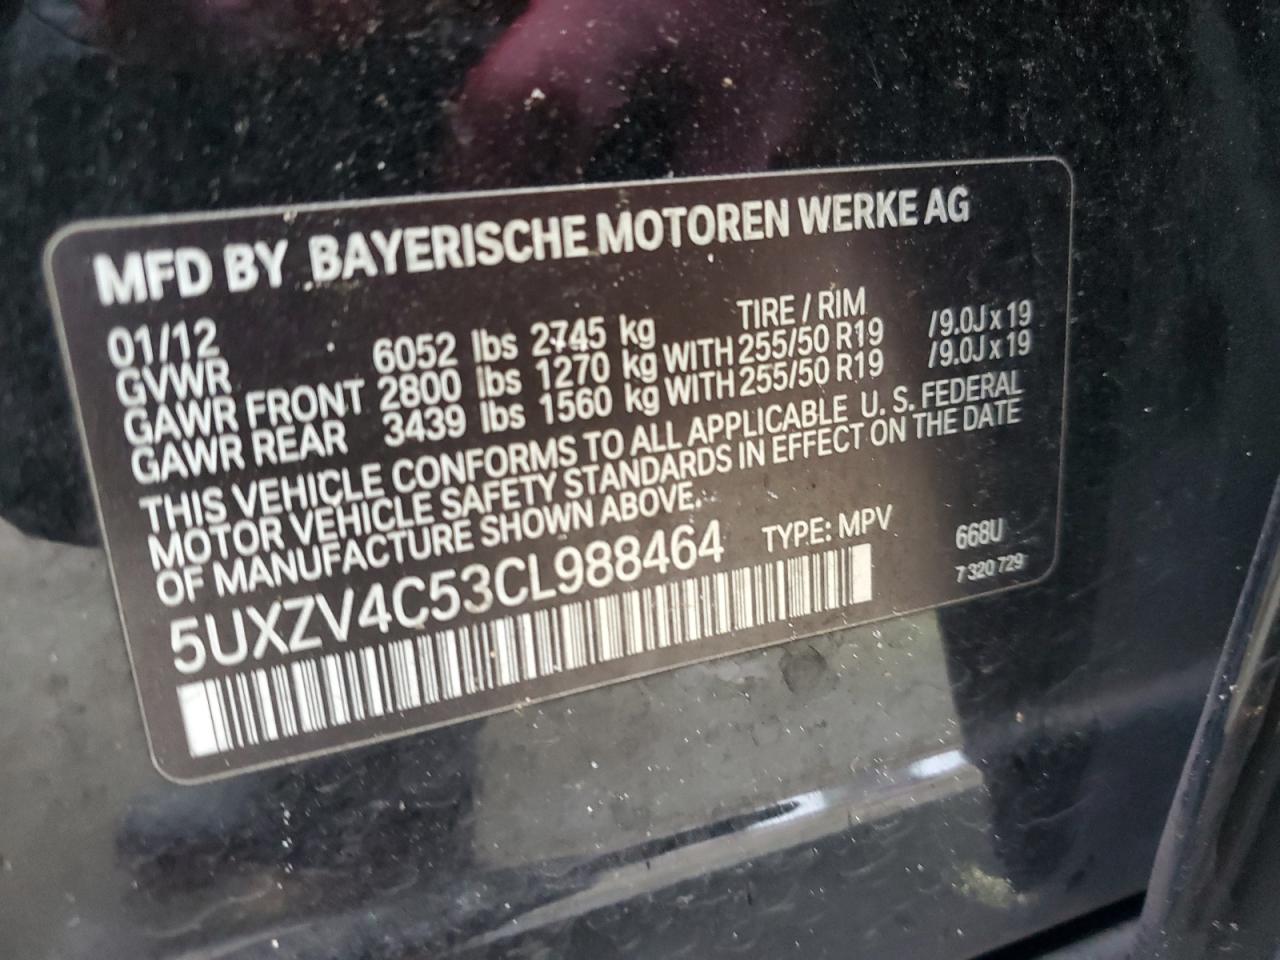 MFD BY BAYERISCHE MOTOREN WERKE AG
01/12 TIRE / RIM
GVWR 6052 lbs 2745 kg
GAWR FRONT 2800 lbs 1270 kg WITH 255/50 R19 /9.0J x 19
GAWR REAR 3439 lbs 1560 kg WITH 255/50 R19 /9.0J x 19
THIS VEHICLE CONFORMS TO ALL APPLICABLE U. S. FEDERAL
MOTOR VEHICLE SAFETY STANDARDS IN EFFECT ON THE DATE
OF MANUFACTURE SHOWN ABOVE.
5UXZV4C53CL988464 TYPE: MPV 668U
7 320 729